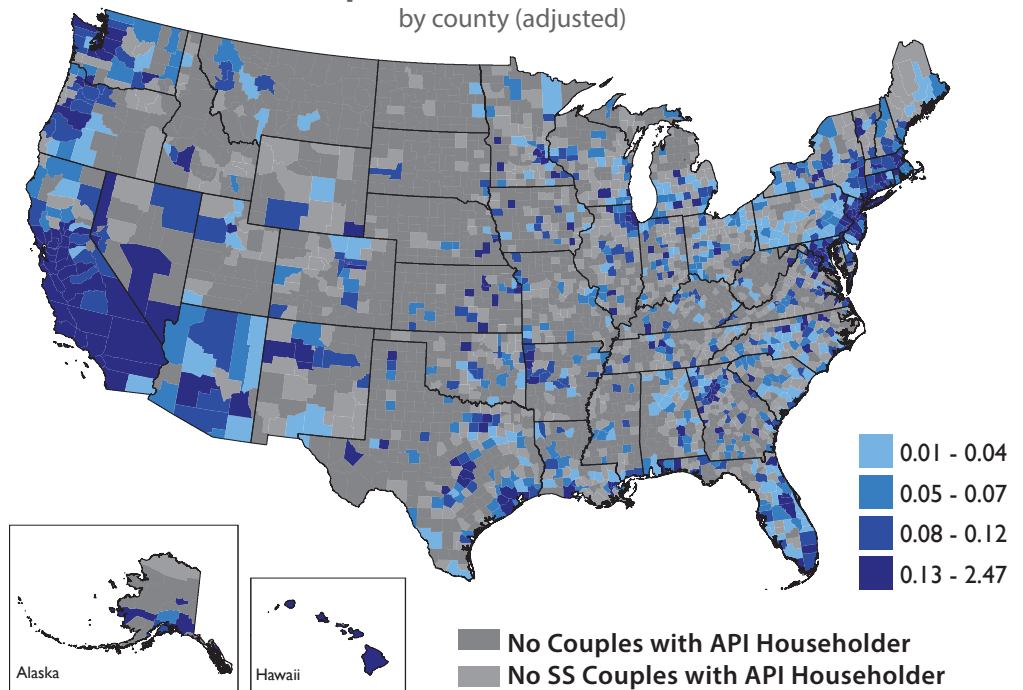 by county (adjusted)
0.01 - 0.04
0.05 - 0.07
0.08 - 0.12
0.13 - 2.47
Alaska
Hawaii
No Couples with API Householder
No SS Couples with API Householder